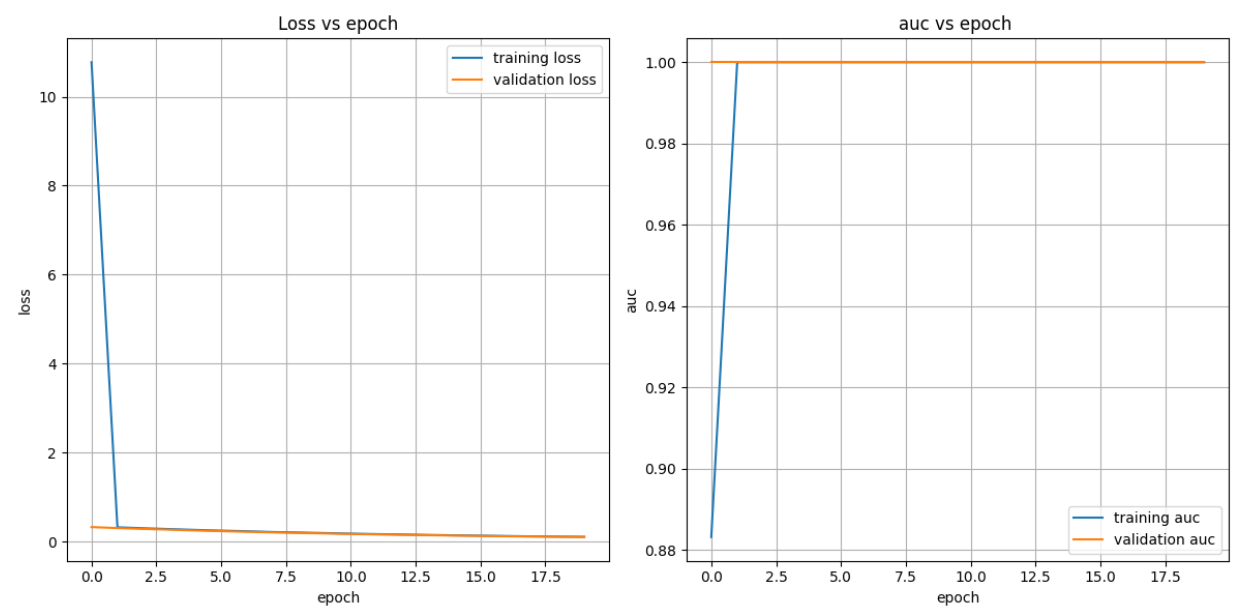 Loss vs epoch
training loss
validation loss
10
8
6
4
2
0
loss
0.0 2.5 5.0 7.5 10.0 12.5 15.0 17.5
epoch
auc vs epoch
1.00
0.98
0.96
0.94
0.92
0.90
0.88
auc
training auc
validation auc
0.0 2.5 5.0 7.5 10.0 12.5 15.0 17.5
epoch